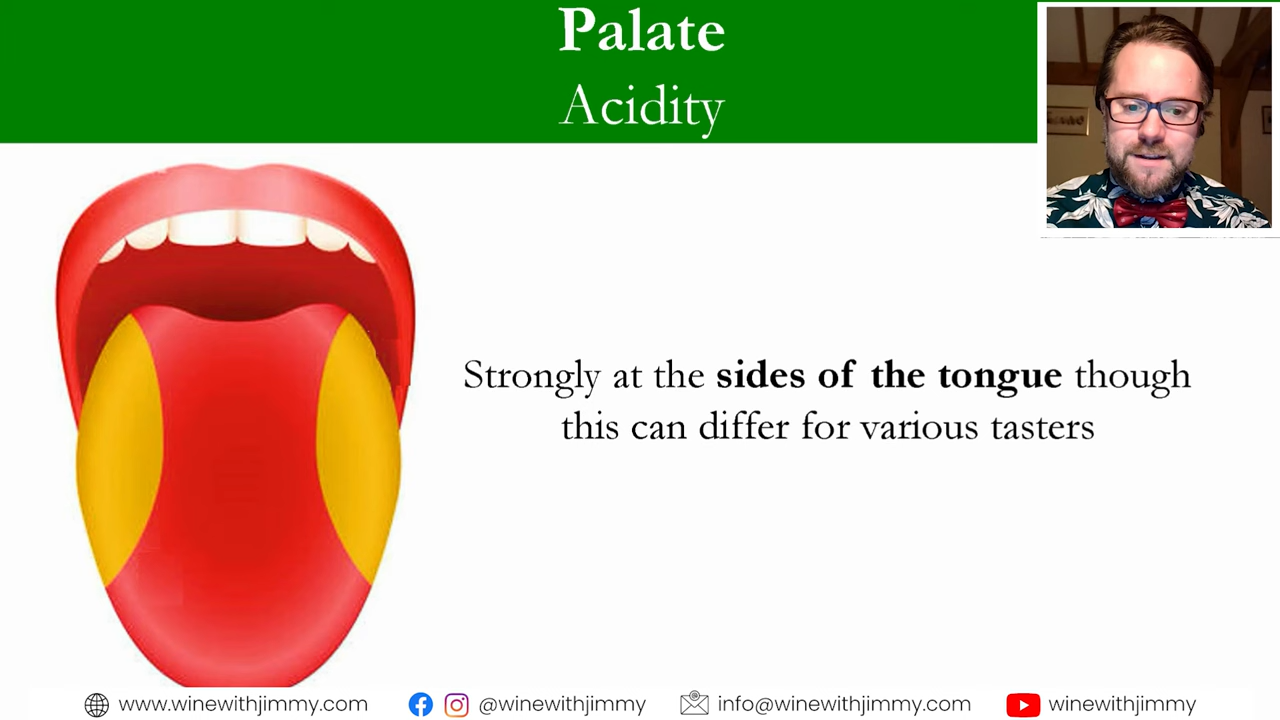 Palate
Acidity
Strongly at the sides of the tongue though
this can differ for various tasters
www.winewithjimmy.com @winewithjimmy info@winewithjimmy.com winewithjimmy